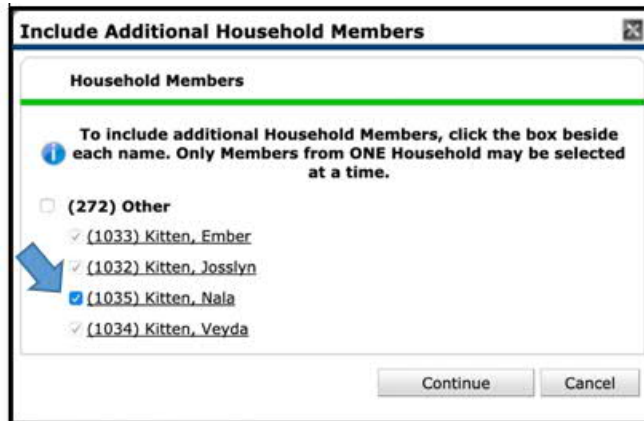 Include Additional Household Members
Household Members
To include additional Household Members, click the box beside
each name. Only Members from ONE Household may be selected
at a time.
(272) Other
(1033) Kitten, Ember
(1032) Kitten, Josslyn
(1035) Kitten, Nala
(1034) Kitten, Veyda
Continue Cancel